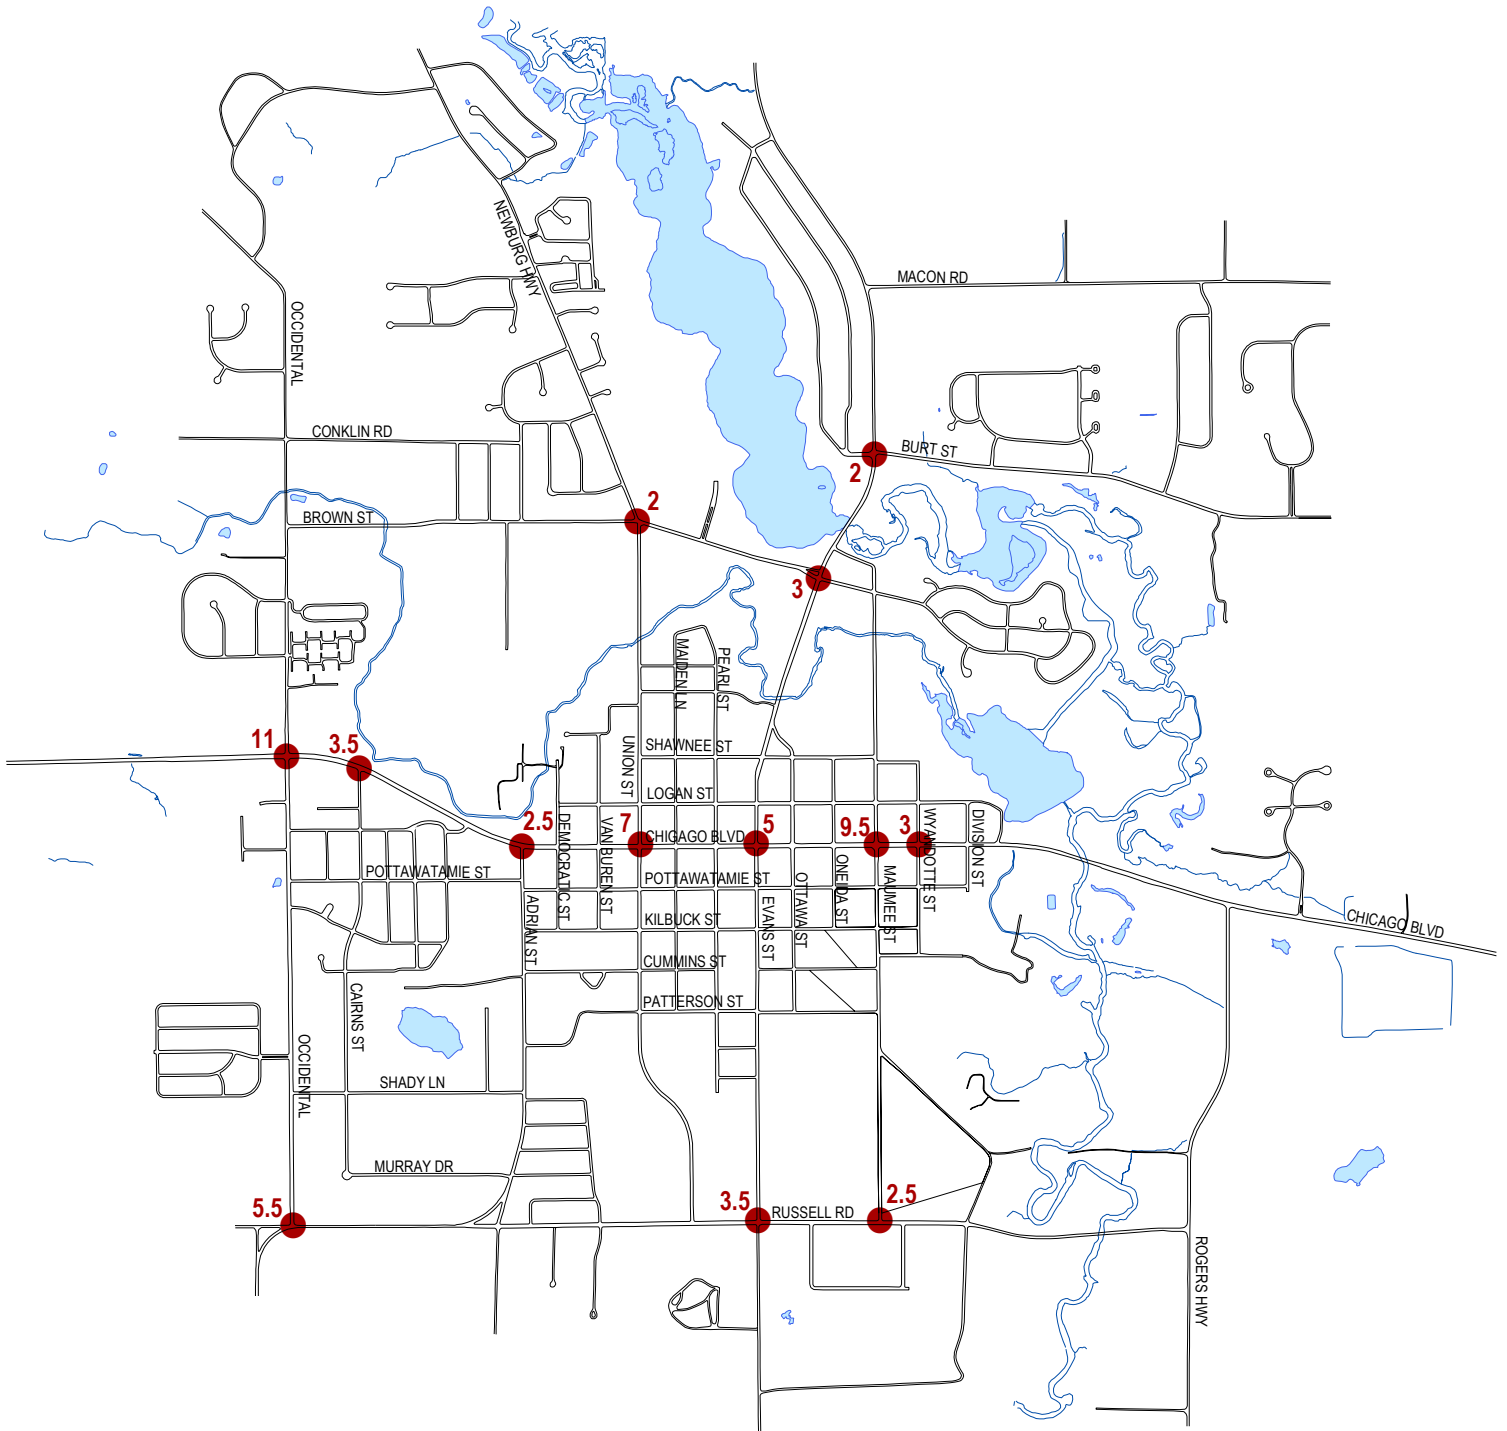 NEWBURG HWY
MACON RD
OCCIDENTAL
CONKLIN RD
BURT ST
2
2
BROWN ST
3
MAIDEN LN
PEARL ST
11
3.5
UNION ST
SHAWNEE ST
LOGAN ST
2.5
DEMOCRATIC ST
VAN BUREN ST
7
CHIGAGO BLVD
5
9.5
3
WYANDOTTE ST
DIVISION ST
POTTAWATAMIE ST
POTTAWATAMIE ST
OTTAWA ST
ONEIDA ST
MAUMEE ST
ADRIAN ST
KILBUCK ST
EVANS ST
CHICAGO BLVD
CUMMINS ST
CAIRNS ST
PATTERSON ST
OCCIDENTAL
SHADY LN
MURRAY DR
5.5
3.5
RUSSELL RD
2.5
ROGERS HWY